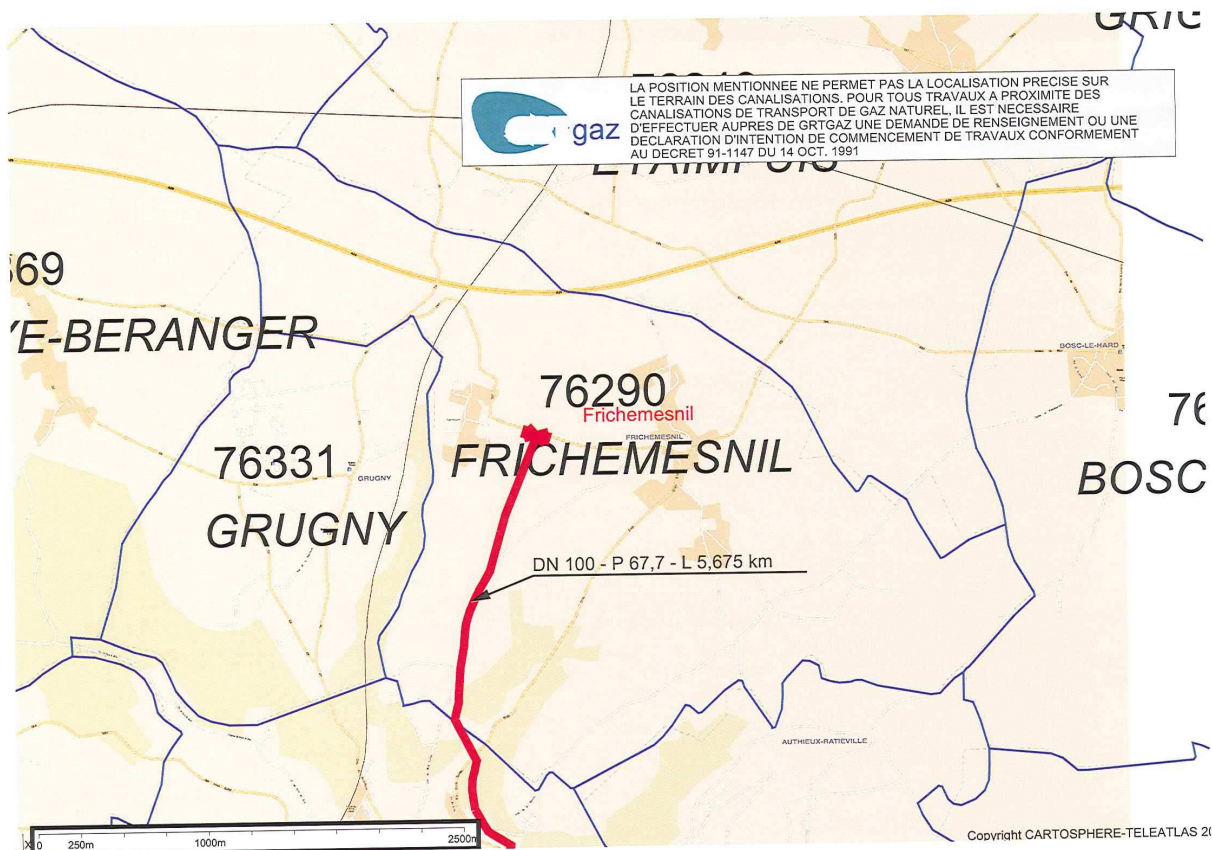 LA POSITION MENTIONNEE NE PERMET PAS LA LOCALISATION PRECISE SUR
LE TERRAIN DES CANALISATIONS. POUR TOUS TRAVAUX A PROXIMITE DES
CANALISATIONS DE TRANSPORT DE GAZ NATUREL, IL EST NECESSAIRE
D'EFFECTUER AUPRES DE GRTGAZ UNE DEMANDE DE RENSEIGNEMENT OU UNE
DECLARATION D'INTENTION DE COMMENCEMENT DE TRAVAUX CONFORMEMENT
AU DECRET 91-1147 DU 14 OCT. 1991
gaz
ETAIMPUIS
69
YE-BERANGER
BOSC-LE-HARD
76290
Frichemesnil
FRICHEMESNIL
FRICHEMESNIL
76
BOSC
76331
GRUGNY
GRUGNY
DN 100 - P 67,7 - L 5,675 km
AUTHIEUX-RATIEVILLE
0 250m 1000m 2500m
Copyright CARTOSPHERE-TELEATLAS 20